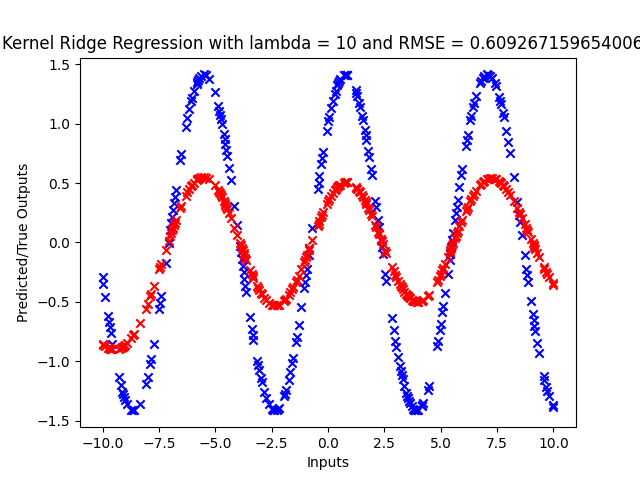 Kernel Ridge Regression with lambda = 10 and RMSE = 0.609267159654006
1.5
1.0
0.5
0.0
−0.5
−1.0
−1.5
Predicted/True Outputs
−10.0 −7.5 −5.0 −2.5 0.0 2.5 5.0 7.5 10.0
Inputs